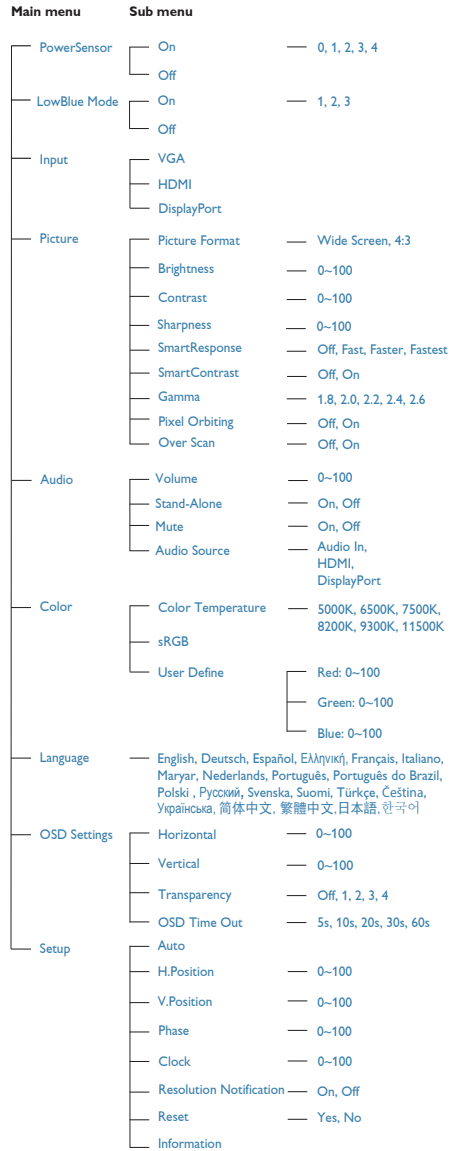 Main menu Sub menu
PowerSensor On 0, 1, 2, 3, 4
Off
LowBlue Mode On 1, 2, 3
Off
Input VGA
HDMI
DisplayPort
Picture Picture Format Wide Screen, 4:3
Brightness 0~100
Contrast 0~100
Sharpness 0~100
SmartResponse Off, Fast, Faster, Fastest
SmartContrast Off, On
Gamma 1.8, 2.0, 2.2, 2.4, 2.6
Pixel Orbiting Off, On
Over Scan Off, On
Audio Volume 0~100
Stand-Alone On, Off
Mute On, Off
Audio Source Audio In,
HDMI,
DisplayPort
Color Color Temperature 5000K, 6500K, 7500K,
8200K, 9300K, 11500K
sRGB
User Define Red: 0~100
Green: 0~100
Blue: 0~100
Language English, Deutsch, Español, Ελληνική, Français, Italiano,
Maryar, Nederlands, Português, Português do Brazil,
Polski , Русский, Svenska, Suomi, Türkçe, Čeština,
Українська, 简体中文, 繁體中文,日本語,한국어
OSD Settings Horizontal 0~100
Vertical 0~100
Transparency Off, 1, 2, 3, 4
OSD Time Out 5s, 10s, 20s, 30s, 60s
Setup Auto
H.Position 0~100
V.Position 0~100
Phase 0~100
Clock 0~100
Resolution Notification On, Off
Reset Yes, No
Information